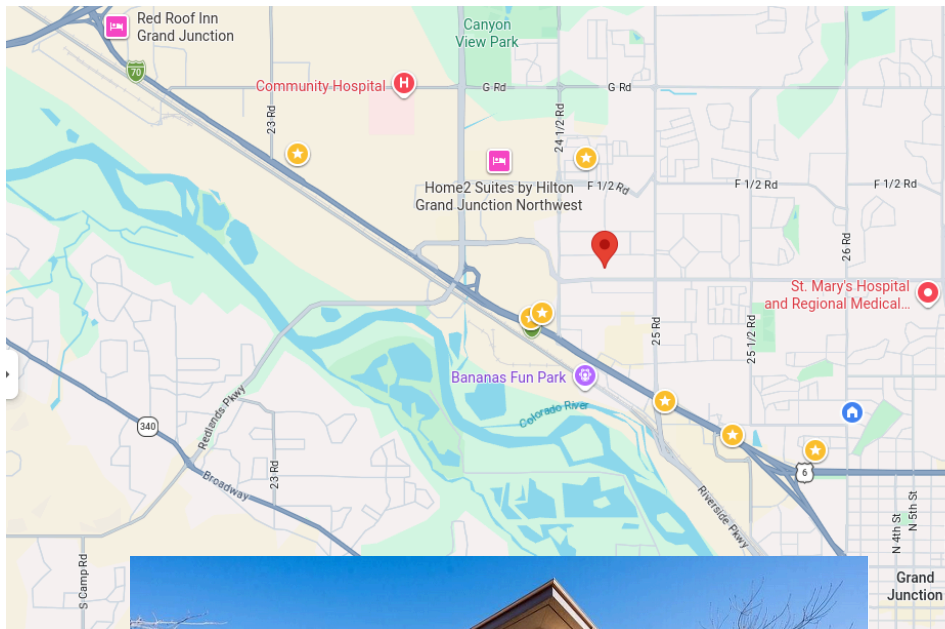 Red Roof Inn
Grand Junction
Canyon
View Park
70
Community Hospital
H
G Rd
G Rd
23 Rd
24 1/2 Rd
Home2 Suites by Hilton
Grand Junction Northwest
F 1/2 Rd
F 1/2 Rd
F 1/2 Rd
26 Rd
St. Mary's Hospital
and Regional Medical...
25 Rd
25 1/2 Rd
Bananas Fun Park
Colorado River
Redlands Pkwy
340
23 Rd
Broadway
6
Riverside Pkwy
N 4th St
N 5th St
S Camp Rd
Grand
Junction